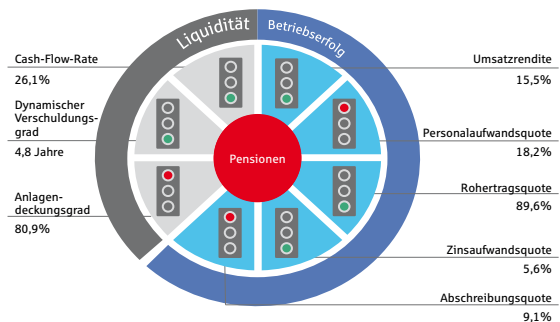 Liquidität
Betriebserfolg
Cash-Flow-Rate
26,1%
Dynamischer
Verschuldungs-
grad
4,8 Jahre
Anlagen-
deckungsgrad
80,9%
Pensionen
Umsatzrendite
15,5%
Personalaufwandsquote
18,2%
Rohertragsquote
89,6%
Zinsaufwandsquote
5,6%
Abschreibungsquote
9,1%